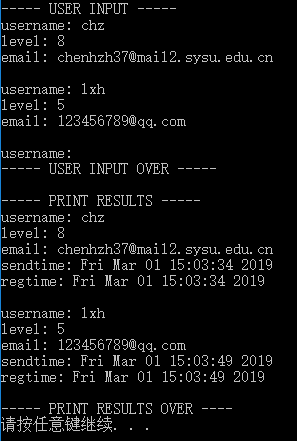 ----- USER INPUT -----
username: chz
level: 8
email: chenhzh37@mail2.sysu.edu.cn
username: lxh
level: 5
email: 123456789@qq.com
username:
----- USER INPUT OVER -----
----- PRINT RESULTS -----
username: chz
level: 8
email: chenhzh37@mail2.sysu.edu.cn
sendtime: Fri Mar 01 15:03:34 2019
regtime: Fri Mar 01 15:03:34 2019
username: lxh
level: 5
email: 123456789@qq.com
sendtime: Fri Mar 01 15:03:49 2019
regtime: Fri Mar 01 15:03:49 2019
----- PRINT RESULTS OVER ----
请按任意键继续. . .